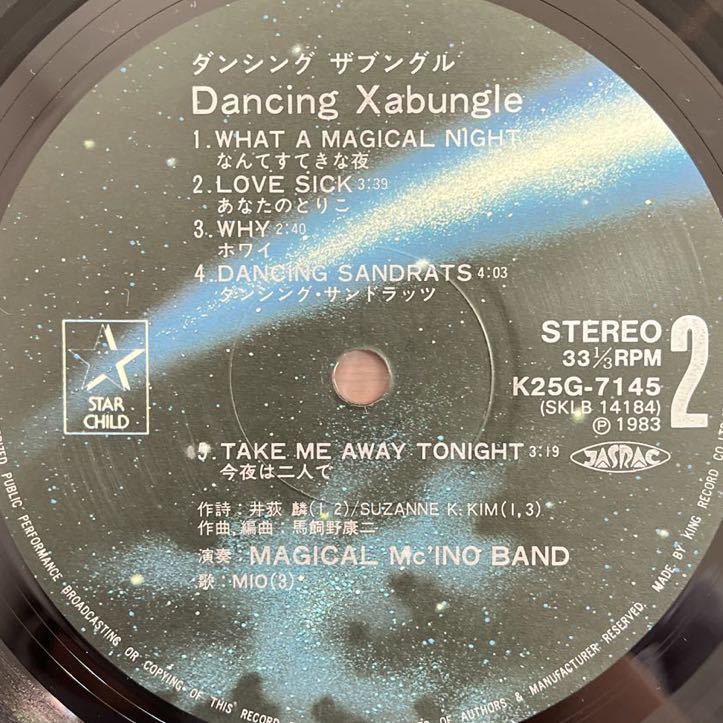 ダンシング ザブングル
Dancing Xabungle
1.WHAT A MAGICAL NIGHT
なんてすてきな夜
2.LOVE SICK 3:39
あなたのとりこ
3.WHY 2:40
ホワイ
4.DANCING SANDRATS 4:03
ダンシング・サンドラッツ
STAR
CHILD
STEREO
33⅓RPM
K25G-7145
(SKLB 14184)
Ⓟ 1983
2
JASRAC
5.TAKE ME AWAY TONIGHT 3:19
今夜は二人で
作詩：井荻 麟(1,2)/SUZANNE K. KIM(1,3)
作曲,編曲：馬飼野康二
演奏：MAGICAL Mc'INO BAND
歌：MIO(3)
PUBLIC PERFORMANCE BROADCASTING OR COPYING OF THIS RECORD
OF AUTHORS & MANUFACTURER RESERVED. MADE BY KING RECORD CO.